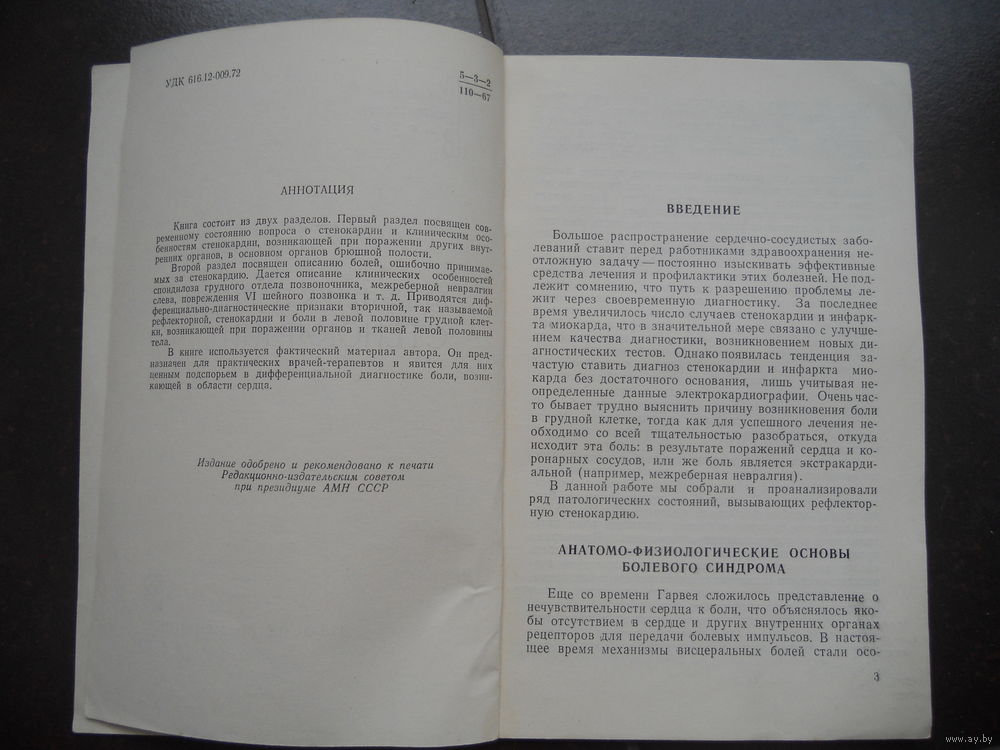 УДК 616.12-009.72
5—3—2
110—67
АННОТАЦИЯ
Книга состоит из двух разделов. Первый раздел посвящен сов-
ременному состоянию вопроса о стенокардии и клиническим осо-
бенностям стенокардии, возникающей при поражении других внут-
ренних органов, в основном органов брюшной полости.
Второй раздел посвящен описанию болей, ошибочно принимае-
мых за стенокардию. Дается описание клинических особенностей
спондилоза грудного отдела позвоночника, межреберной невралгии
слева, повреждения VI шейного позвонка и т. д. Приводятся диф-
ференциально-диагностические признаки вторичной, так называемой
рефлекторной, стенокардии и боли в левой половине грудной клет-
ки, возникающей при поражении органов и тканей левой половины
тела.
В книге используется фактический материал автора. Он пред-
назначен для практических врачей-терапевтов и явится для них
ценным подспорьем в дифференциальной диагностике боли, возни-
кающей в области сердца.
Издание одобрено и рекомендовано к печати
Редакционно-издательским советом
при президиуме АМН СССР
ВВЕДЕНИЕ
Большое распространение сердечно-сосудистых забо-
леваний ставит перед работниками здравоохранения не-
отложную задачу — постоянно изыскивать эффективные
средства лечения и профилактики этих болезней. Не под-
лежит сомнению, что путь к разрешению проблемы ле-
жит через своевременную диагностику. За последнее
время увеличилось число случаев стенокардии и инфарк-
та миокарда, что в значительной мере связано с улучше-
нием качества диагностики, возникновением новых ди-
агностических тестов. Однако появилась тенденция за-
частую ставить диагноз стенокардии и инфаркта мио-
карда без достаточного основания, лишь учитывая не-
определенные данные электрокардиографии. Очень час-
то бывает трудно выяснить причину возникновения боли
в грудной клетке, тогда как для успешного лечения не-
обходимо со всей тщательностью разобраться, откуда
исходит эта боль: в результате поражений сердца и ко-
ронарных сосудов, или же боль является экстракарди-
альной (например, межреберная невралгия).
В данной работе мы собрали и проанализировали
ряд патологических состояний, вызывающих рефлектор-
ную стенокардию.
АНАТОМО-ФИЗИОЛОГИЧЕСКИЕ ОСНОВЫ
БОЛЕВОГО СИНДРОМА
Еще со времени Гарвея сложилось представление о
нечувствительности сердца к боли, что объяснялось яко-
бы отсутствием в сердце и других внутренних органах
рецепторов для передачи болевых импульсов. В настоя-
щее время механизмы висцеральных болей стали осо-
3
www.ay.by